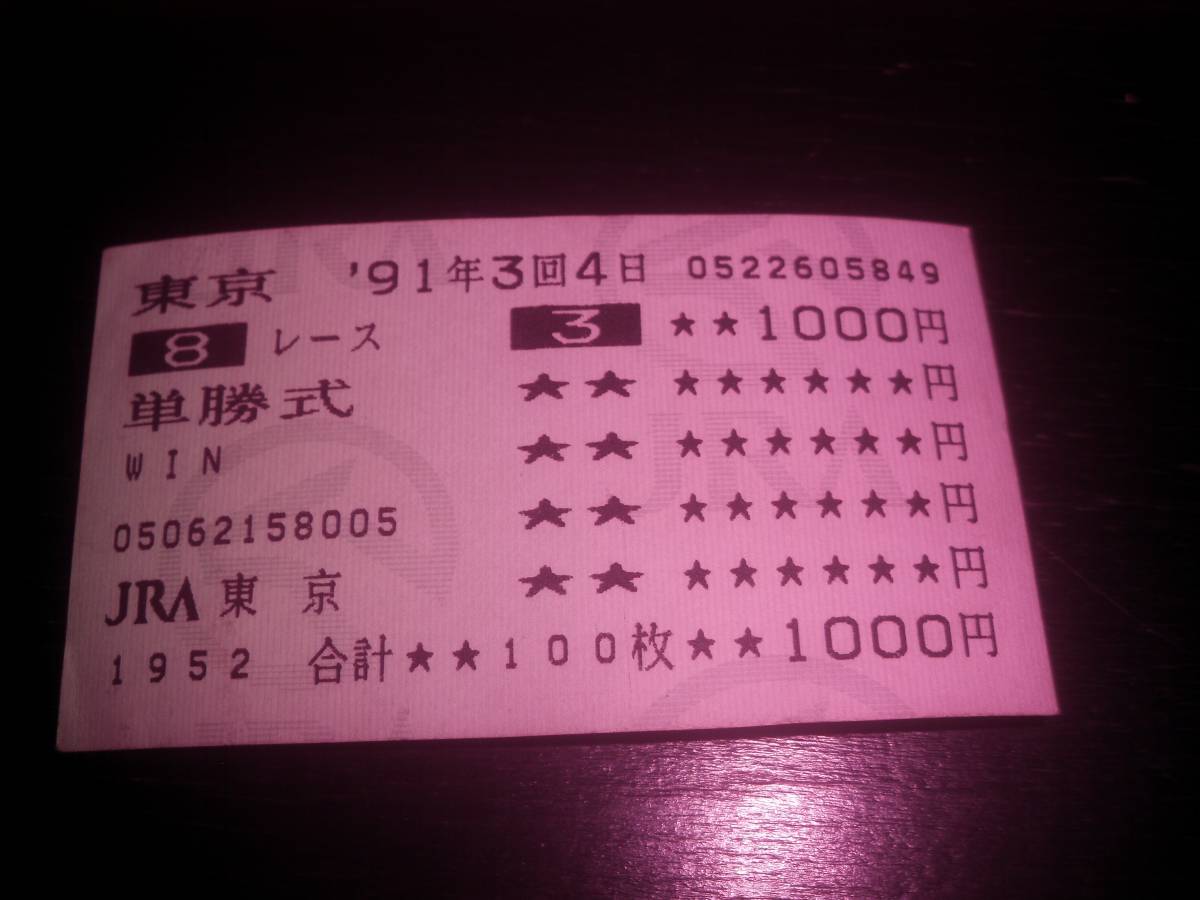 東京 '91年3回4日 0522605849
8 レース 3 ★★1000円
単勝式 ★★ ★★★★★★円
WIN ★★ ★★★★★★円
05062158005 ★★ ★★★★★★円
JRA 東京 ★★ ★★★★★★円
1952 合計★★100枚★★1000円
JRA